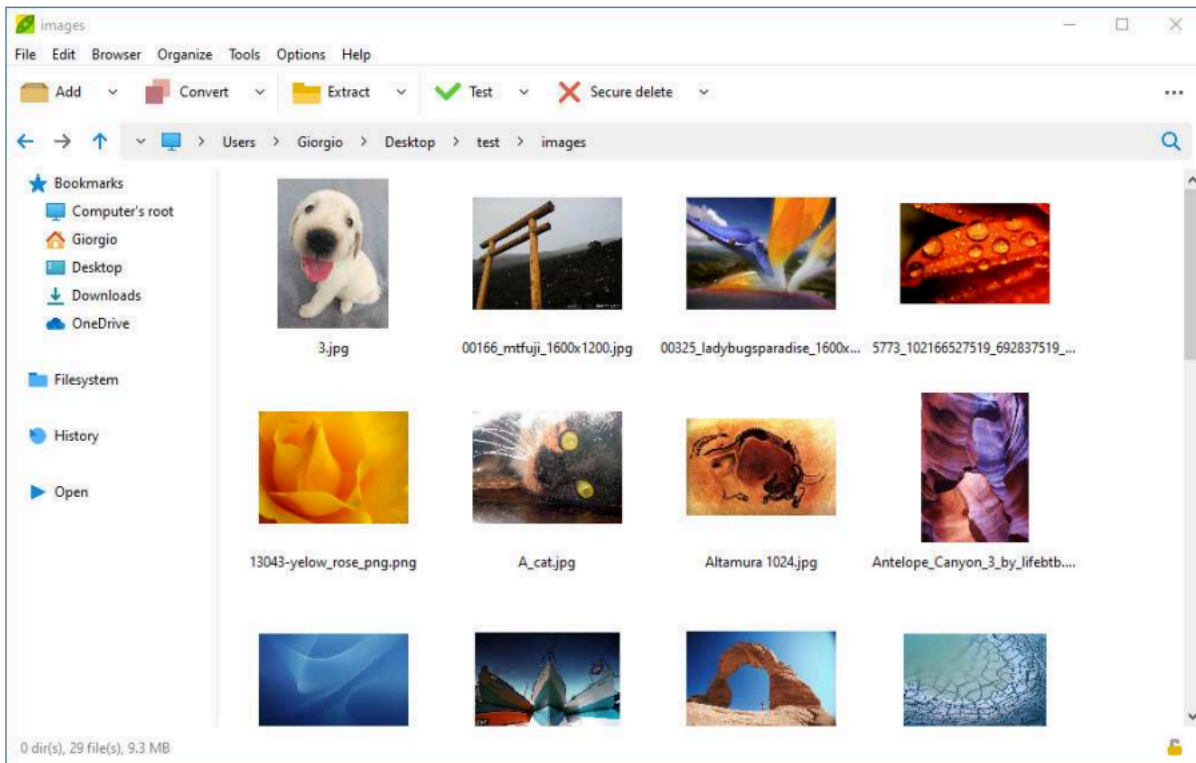 images
File Edit Browser Organize Tools Options Help
Add Convert Extract Test Secure delete
Users > Giorgio > Desktop > test > images
Bookmarks
Computer's root
Giorgio
Desktop
Downloads
OneDrive
Filesystem
History
Open
3.jpg 00166_mtfuji_1600x1200.jpg 00325_ladybugsparadise_1600x... 5773_102166527519_692837519_...
13043-yelow_rose_png.png A_cat.jpg Altamura 1024.jpg Antelope_Canyon_3_by_lifebtb....
0 dir(s), 29 file(s), 9.3 MB